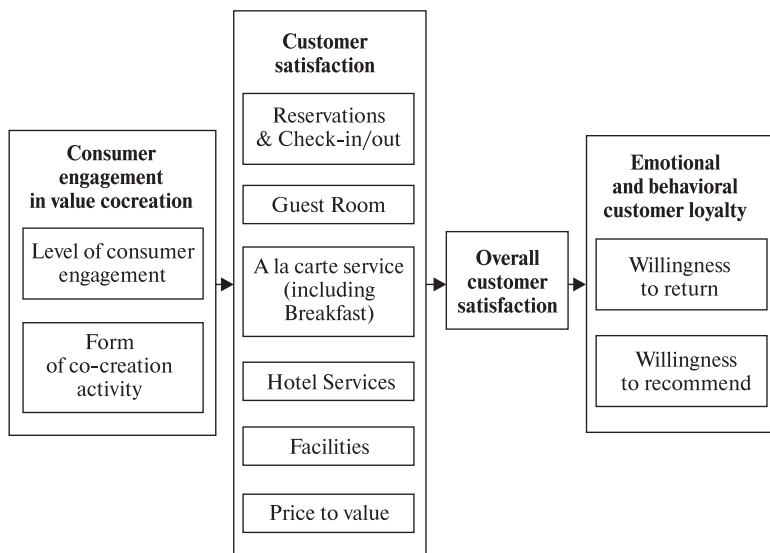 Consumer
engagement
in value cocreation
Level of consumer
engagement
Form
of co-creation
activity
Customer
satisfaction
Reservations
& Check-in/out
Guest Room
A la carte service
(including
Breakfast)
Hotel Services
Facilities
Price to value
Overall
customer
satisfaction
Emotional
and behavioral
customer loyalty
Willingness
to return
Willingness
to recommend